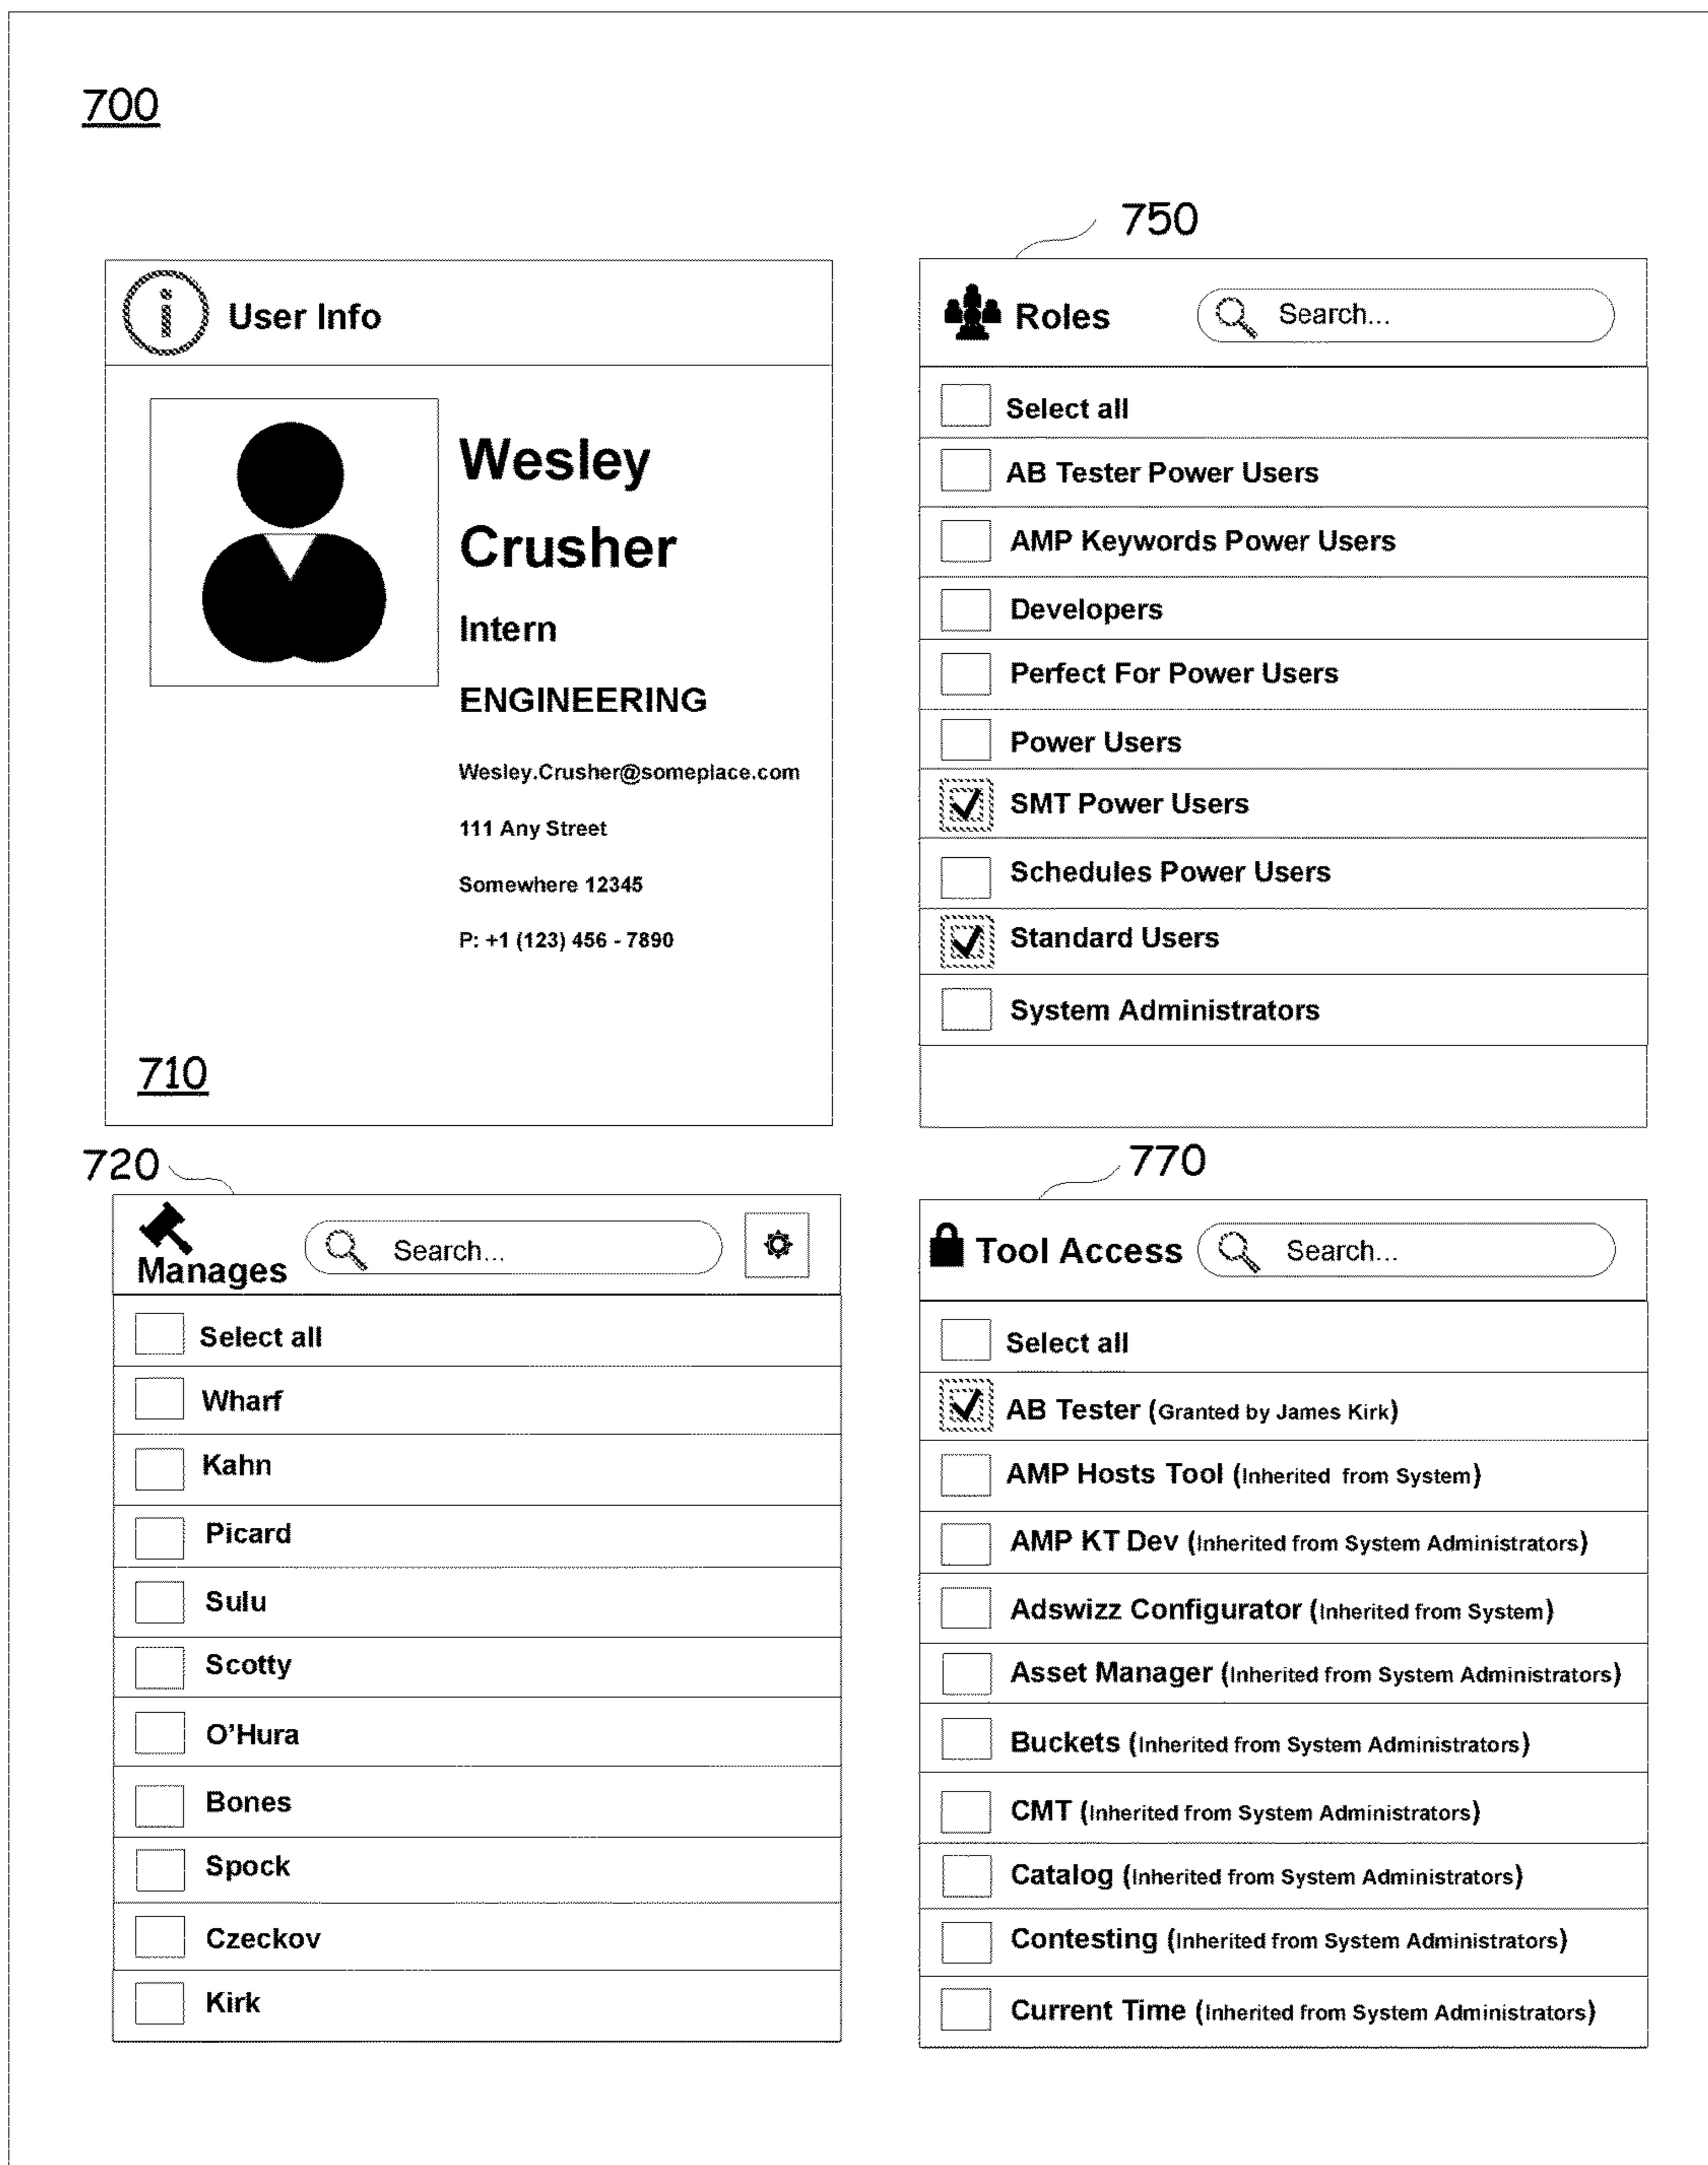 700
750
User Info
Wesley
Crusher
Intern
ENGINEERING
Wesley.Crusher@someplace.com
111 Any Street
Somewhere 12345
P: +1 (123) 456 - 7890
710
Roles
Search...
Select all
AB Tester Power Users
AMP Keywords Power Users
Developers
Perfect For Power Users
Power Users
SMT Power Users
Schedules Power Users
Standard Users
System Administrators
720
Manages
Search...
Select all
Wharf
Kahn
Picard
Sulu
Scotty
O'Hura
Bones
Spock
Czeckov
Kirk
770
Tool Access
Search...
Select all
AB Tester (Granted by James Kirk)
AMP Hosts Tool (Inherited from System)
AMP KT Dev (Inherited from System Administrators)
Adswizz Configurator (Inherited from System)
Asset Manager (Inherited from System Administrators)
Buckets (Inherited from System Administrators)
CMT (Inherited from System Administrators)
Catalog (Inherited from System Administrators)
Contesting (Inherited from System Administrators)
Current Time (Inherited from System Administrators)